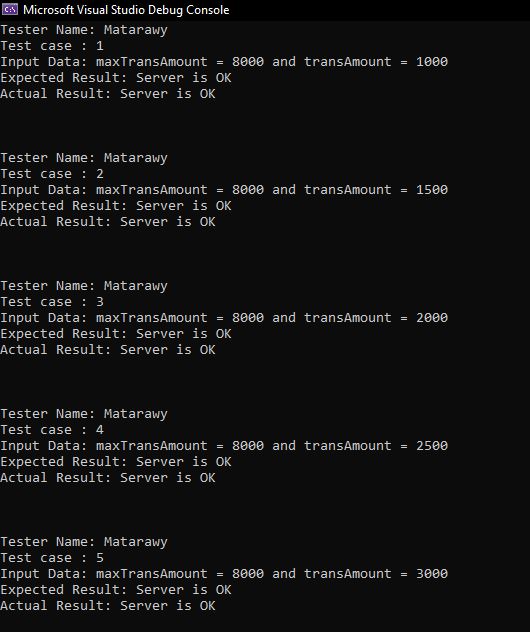 C:\ Microsoft Visual Studio Debug Console
Tester Name: Matarawy
Test case : 1
Input Data: maxTransAmount = 8000 and transAmount = 1000
Expected Result: Server is OK
Actual Result: Server is OK
Tester Name: Matarawy
Test case : 2
Input Data: maxTransAmount = 8000 and transAmount = 1500
Expected Result: Server is OK
Actual Result: Server is OK
Tester Name: Matarawy
Test case : 3
Input Data: maxTransAmount = 8000 and transAmount = 2000
Expected Result: Server is OK
Actual Result: Server is OK
Tester Name: Matarawy
Test case : 4
Input Data: maxTransAmount = 8000 and transAmount = 2500
Expected Result: Server is OK
Actual Result: Server is OK
Tester Name: Matarawy
Test case : 5
Input Data: maxTransAmount = 8000 and transAmount = 3000
Expected Result: Server is OK
Actual Result: Server is OK